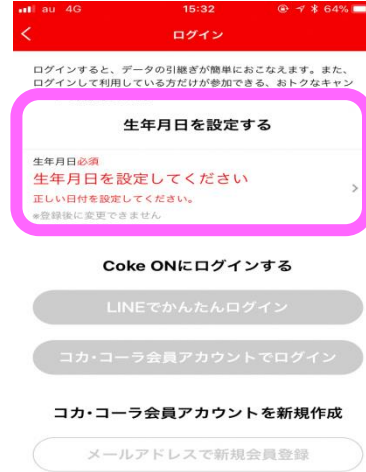 au 4G 15:32 64%
ログイン
ログインすると、データの引継ぎが簡単におこなえます。また、
ログインして利用している方だけが参加できる、おトクなキャン
生年月日を設定する
生年月日必須
生年月日を設定してください
正しい日付を設定してください。
※登録後に変更できません
Coke ONにログインする
LINEでかんたんログイン
コカ・コーラ会員アカウントでログイン
コカ・コーラ会員アカウントを新規作成
メールアドレスで新規会員登録